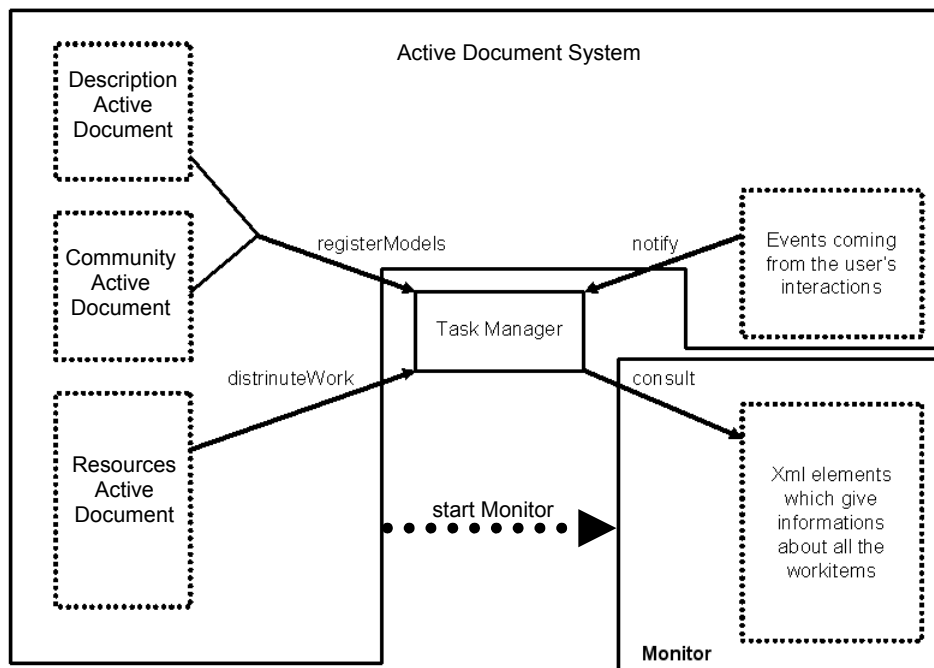 Active Document System
Description
Active
Document
Community
Active
Document
Resources
Active
Document
registerModels
notify
Events coming
from the user's
interactions
Task Manager
distrinuteWork
consult
start Monitor
Xml elements
which give
informations
about all the
workitems
Monitor